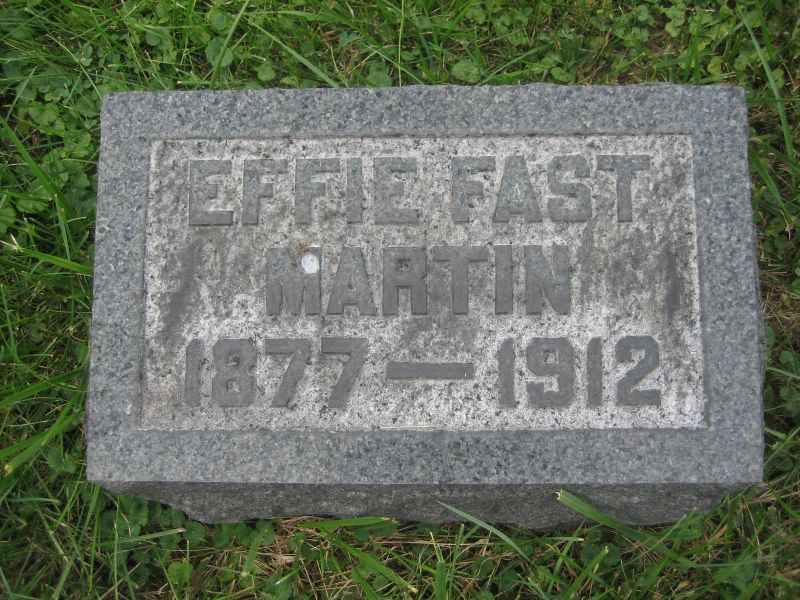 EFFIE FAST
MARTIN
1877 — 1912